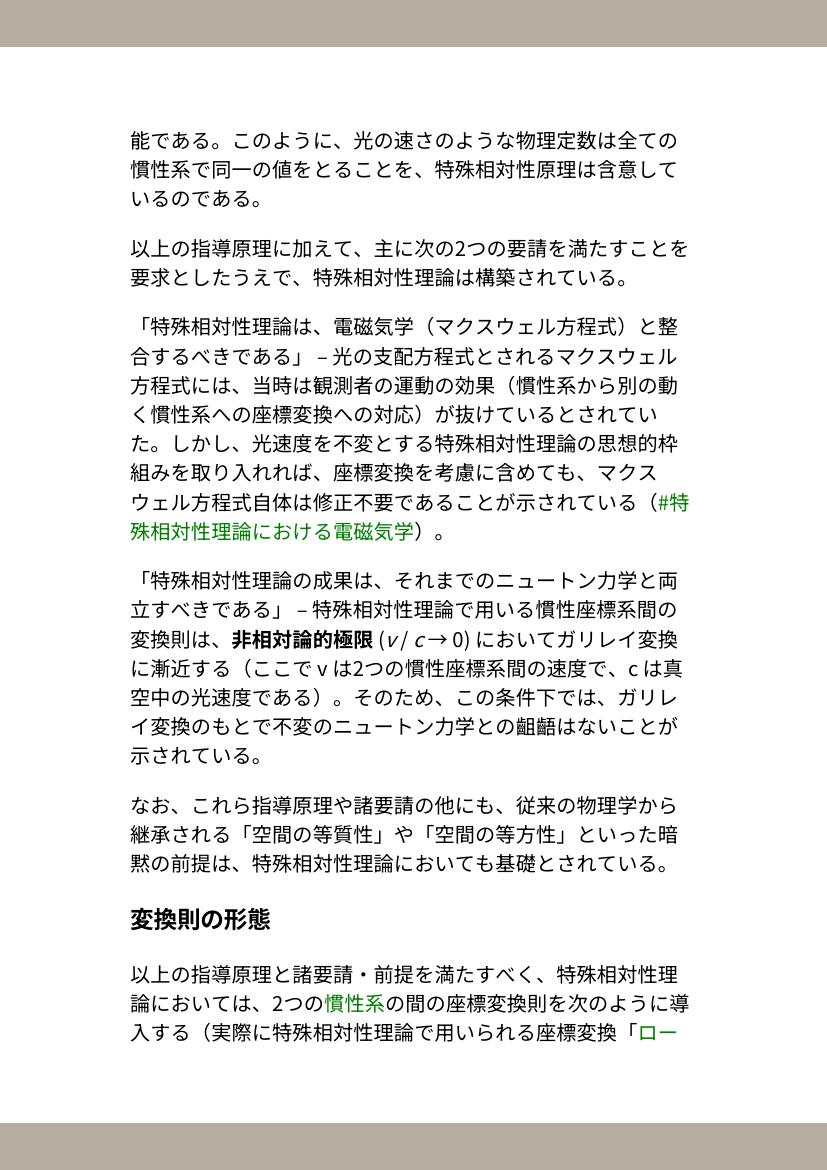 能である。このように、光の速さのような物理定数は全ての
慣性系で同一の値をとることを、特殊相対性原理は含意して
いるのである。
以上の指導原理に加えて、主に次の2つの要請を満たすことを
要求としたうえで、特殊相対性理論は構築されている。
「特殊相対性理論は、電磁気学（マクスウェル方程式）と整
合するべきである」 – 光の支配方程式とされるマクスウェル
方程式には、当時は観測者の運動の効果（慣性系から別の動
く慣性系への座標変換への対応）が抜けているとされてい
た。しかし、光速度を不変とする特殊相対性理論の思想的枠
組みを取り入れれば、座標変換を考慮に含めても、マクス
ウェル方程式自体は修正不要であることが示されている（#特
殊相対性理論における電磁気学）。
「特殊相対性理論の成果は、それまでのニュートン力学と両
立すべきである」 – 特殊相対性理論で用いる慣性座標系間の
変換則は、非相対論的極限 (v / c → 0) においてガリレイ変換
に漸近する（ここで v は2つの慣性座標系間の速度で、c は真
空中の光速度である）。そのため、この条件下では、ガリレ
イ変換のもとで不変のニュートン力学との齟齬はないことが
示されている。
なお、これら指導原理や諸要請の他にも、従来の物理学から
継承される「空間の等質性」や「空間の等方性」といった暗
黙の前提は、特殊相対性理論においても基礎とされている。
変換則の形態
以上の指導原理と諸要請・前提を満たすべく、特殊相対性理
論においては、2つの慣性系の間の座標変換則を次のように導
入する（実際に特殊相対性理論で用いられる座標変換「ロー